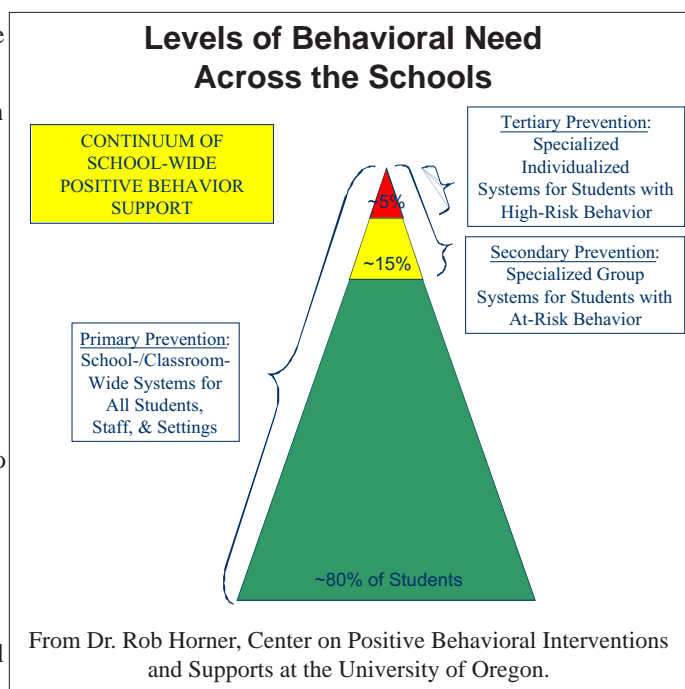 Levels of Behavioral Need
Across the Schools
CONTINUUM OF
SCHOOL-WIDE
POSITIVE BEHAVIOR
SUPPORT
Tertiary Prevention:
Specialized
Individualized
Systems for Students with
High-Risk Behavior
~5%
~15%
Secondary Prevention:
Specialized Group
Systems for Students with
At-Risk Behavior
Primary Prevention:
School-/Classroom-
Wide Systems for
All Students,
Staff, & Settings
~80% of Students
From Dr. Rob Horner, Center on Positive Behavioral Interventions
and Supports at the University of Oregon.